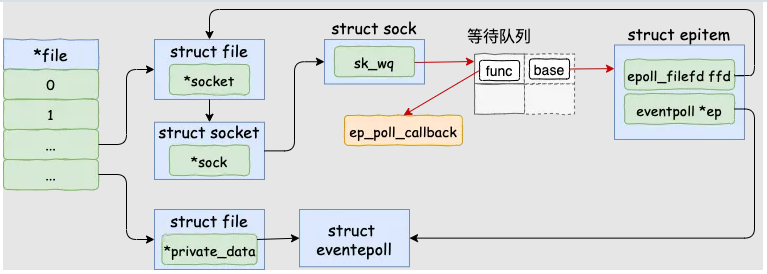 *file
0
1
...
...
struct file
*socket
struct socket
*sock
struct file
*private_data
struct sock
sk_wq
等待队列
func
base
ep_poll_callback
struct
eventepoll
struct epitem
epoll_filefd ffd
eventpoll *ep